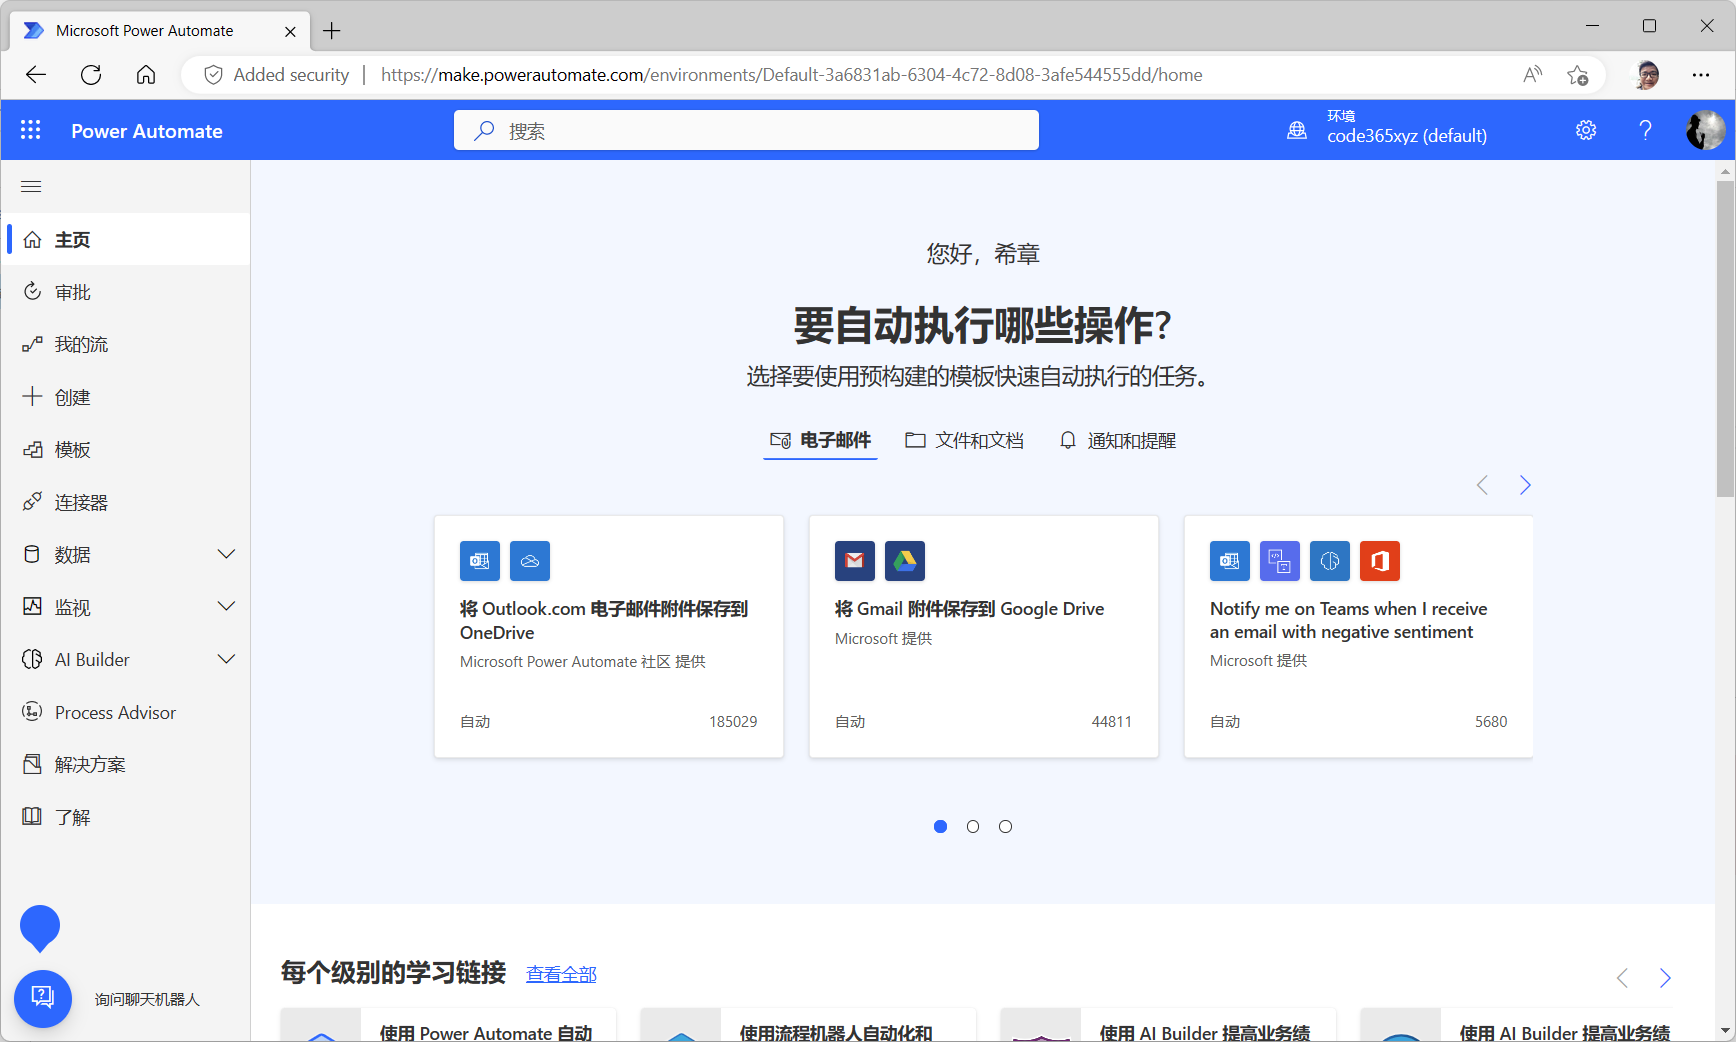 Microsoft Power Automate
Added security
https://make.powerautomate.com/environments/Default-3a6831ab-6304-4c72-8d08-3afe544555dd/home
Power Automate
搜索
环境
code365xyz (default)
主页
审批
我的流
创建
模板
连接器
数据
监视
AI Builder
Process Advisor
解决方案
了解
询问聊天机器人
您好，希章
要自动执行哪些操作?
选择要使用预构建的模板快速自动执行的任务。
电子邮件
文件和文档
通知和提醒
将 Outlook.com 电子邮件附件保存到
OneDrive
Microsoft Power Automate 社区 提供
自动
185029
将 Gmail 附件保存到 Google Drive
Microsoft 提供
自动
44811
Notify me on Teams when I receive
an email with negative sentiment
Microsoft 提供
自动
5680
每个级别的学习链接
查看全部
使用 Power Automate 自动
使用流程机器人自动化和
使用 AI Builder 提高业务绩
使用 AI Builder 提高业务绩